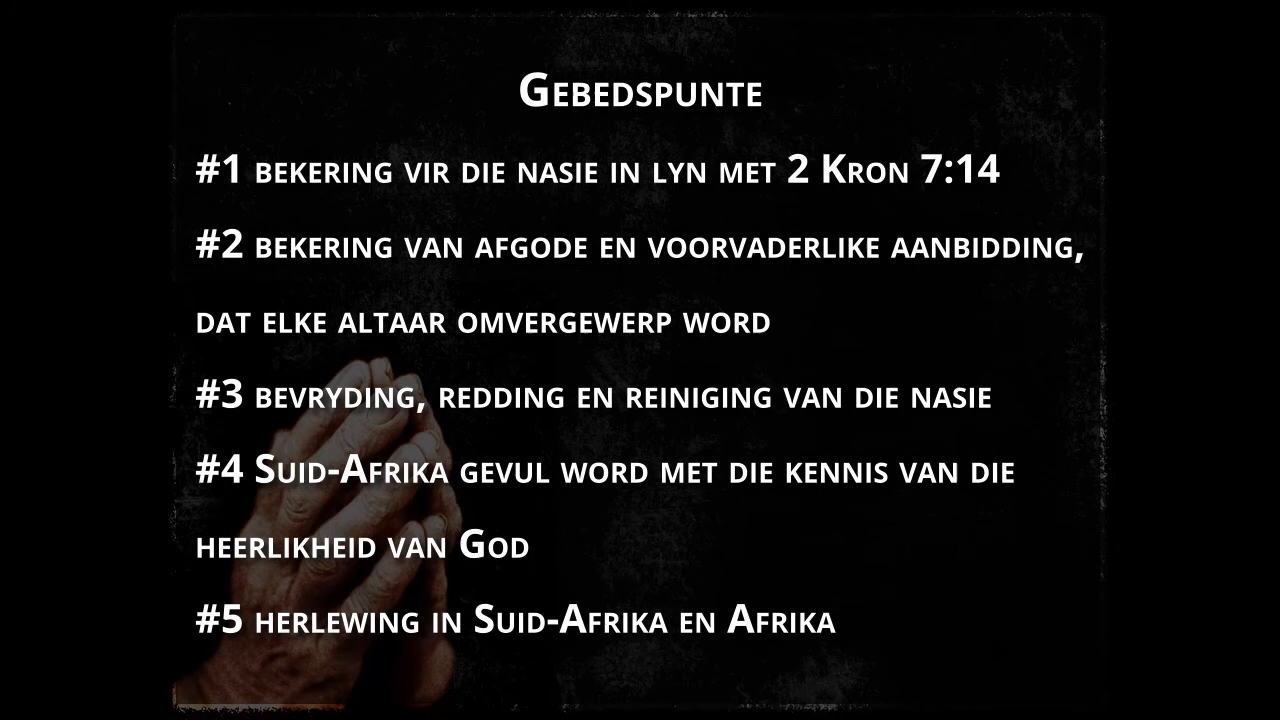 Gebedspunte
#1 bekering vir die nasie in lyn met 2 Kron 7:14
#2 bekering van afgode en voorvaderlike aanbidding,
dat elke altaar omvergewerp word
#3 bevryding, redding en reiniging van die nasie
#4 Suid-Afrika gevul word met die kennis van die
heerlikheid van God
#5 herlewing in Suid-Afrika en Afrika